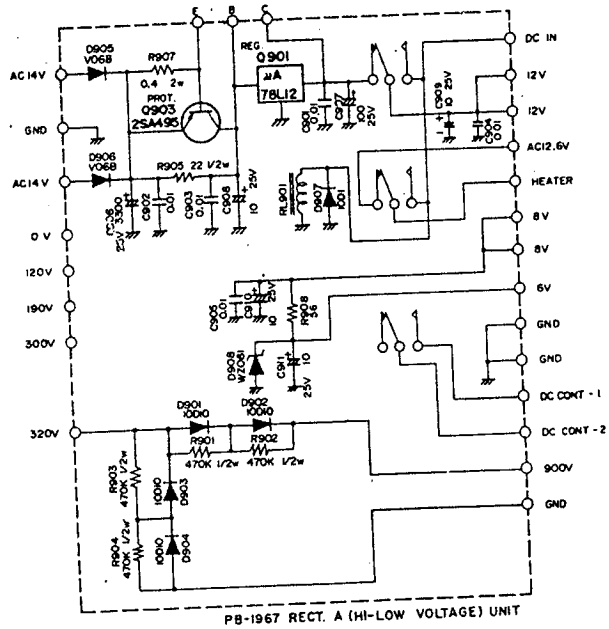 E
B
C
D905
V06B
R907
0.4 2w
REG.
Q901
µA
78L12
DC IN
AC14V
PROT.
Q903
2SA495
C901
0.01
C977
100
25V
C909
10 25V
C904
0.01
12V
12V
GND
D906
V06B
R905 22 1/2w
AC12.6V
AC14V
25V 3300
C902
0.01
C903
0.01
C908
10
25V
RL901
D907
1001
HEATER
8V
0V
8V
120V
C905
0.01
C910
10
25V
R908
56
6V
190V
GND
300V
D908
WZ061
C911
10
25V
GND
D901
10D10
D902
10D10
DC CONT-1
320V
R901
470K 1/2w
R902
470K 1/2w
DC CONT-2
R903
470K 1/2w
10D10
D903
900V
R904
470K 1/2w
10D10
D904
GND
PB-1967 RECT. A (HI-LOW VOLTAGE) UNIT